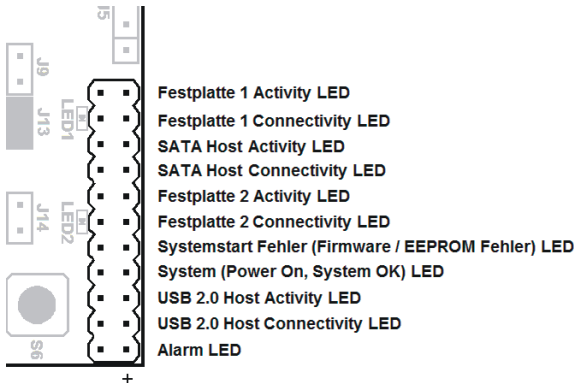 J5
J9
J13
LED1
Festplatte 1 Activity LED
Festplatte 1 Connectivity LED
SATA Host Activity LED
SATA Host Connectivity LED
Festplatte 2 Activity LED
J14
LED2
Festplatte 2 Connectivity LED
Systemstart Fehler (Firmware / EEPROM Fehler) LED
System (Power On, System OK) LED
USB 2.0 Host Activity LED
USB 2.0 Host Connectivity LED
S6
Alarm LED
+